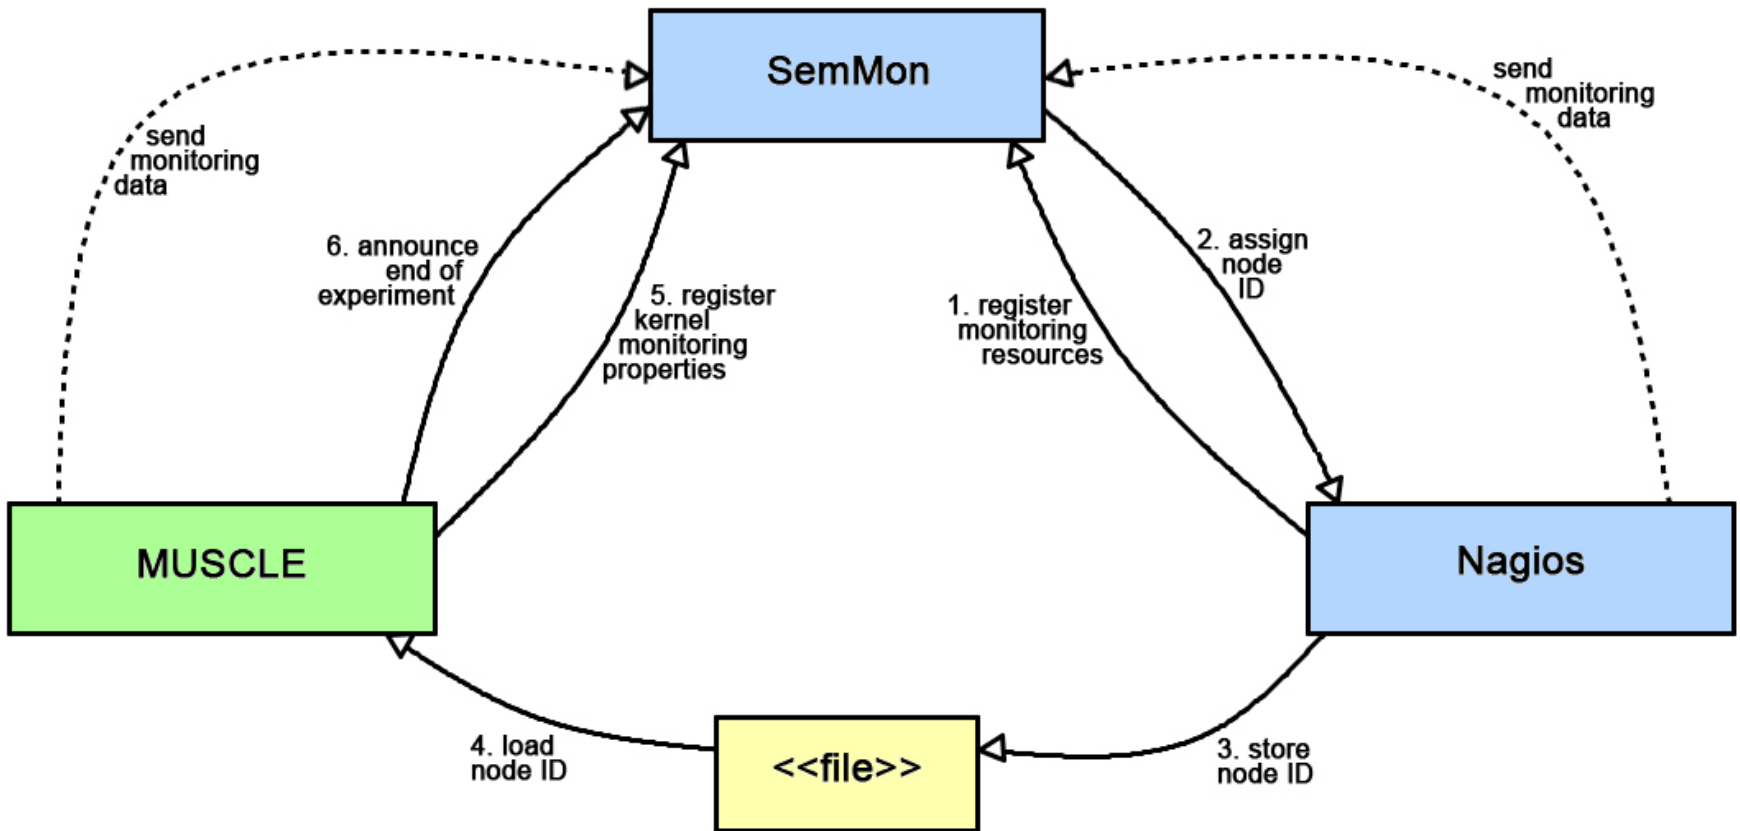 SemMon
send
monitoring
data
send
monitoring
data
6. announce
end of
experiment
5. register
kernel
monitoring
properties
1. register
monitoring
resources
2. assign
node
ID
MUSCLE
Nagios
4. load
node ID
<<file>>
3. store
node ID